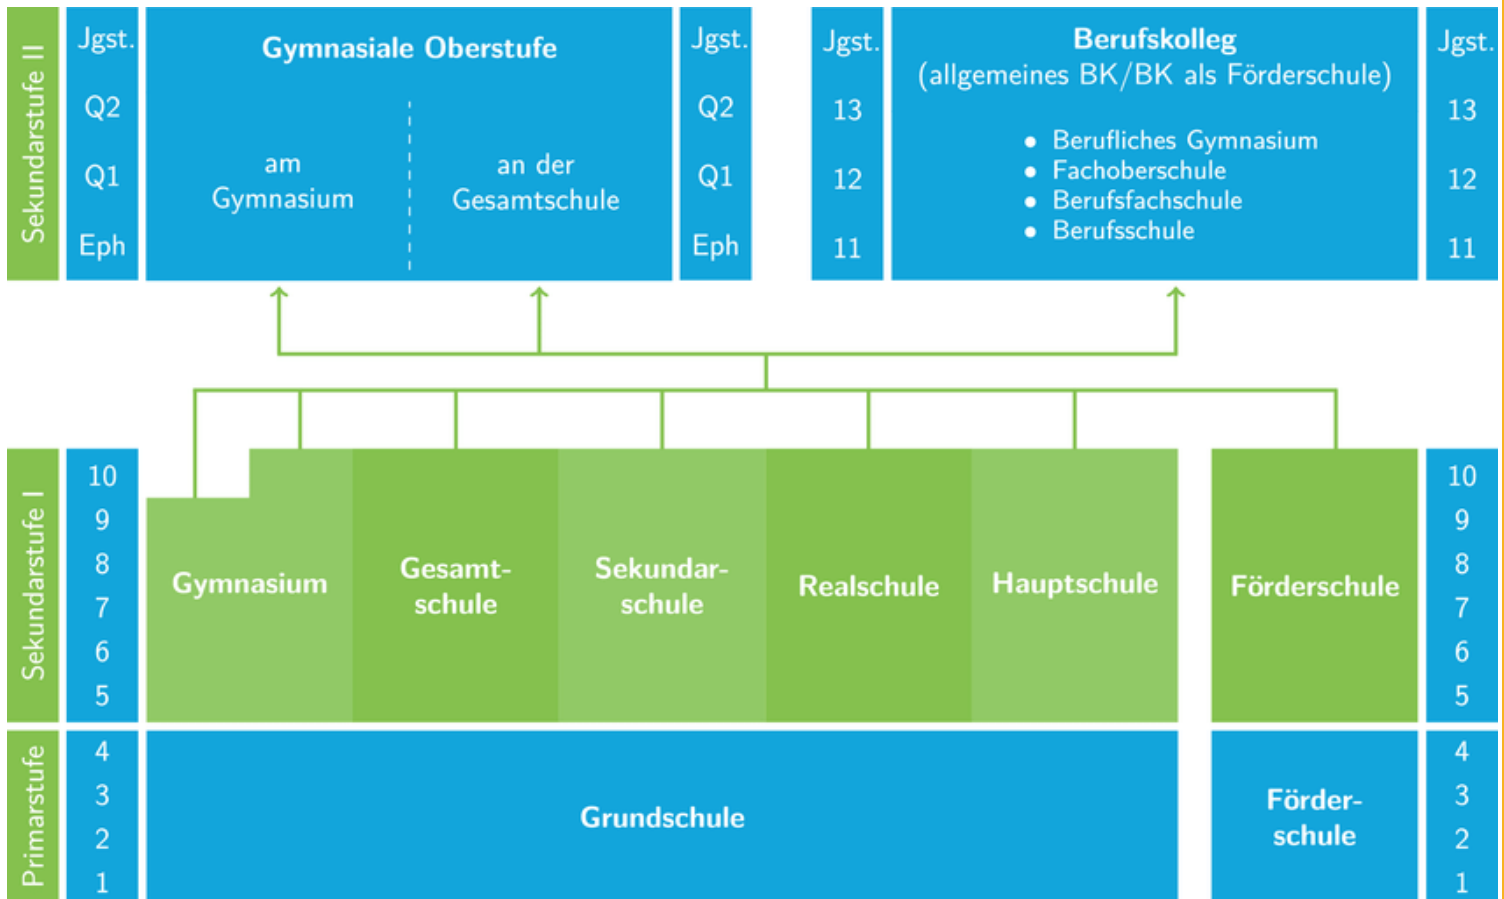 Sekundarstufe II
Jgst.
Q2
Q1
Eph
Gymnasiale Oberstufe
am
Gymnasium
an der
Gesamtschule
Jgst.
Q2
Q1
Eph
Jgst.
13
12
11
Berufskolleg
(allgemeines BK/BK als Förderschule)
• Berufliches Gymnasium
• Fachoberschule
• Berufsfachschule
• Berufsschule
Jgst.
13
12
11
Sekundarstufe I
10
9
8
7
6
5
Gymnasium
Gesamt-
schule
Sekundar-
schule
Realschule
Hauptschule
Förderschule
10
9
8
7
6
5
Primarstufe
4
3
2
1
Grundschule
Förder-
schule
4
3
2
1